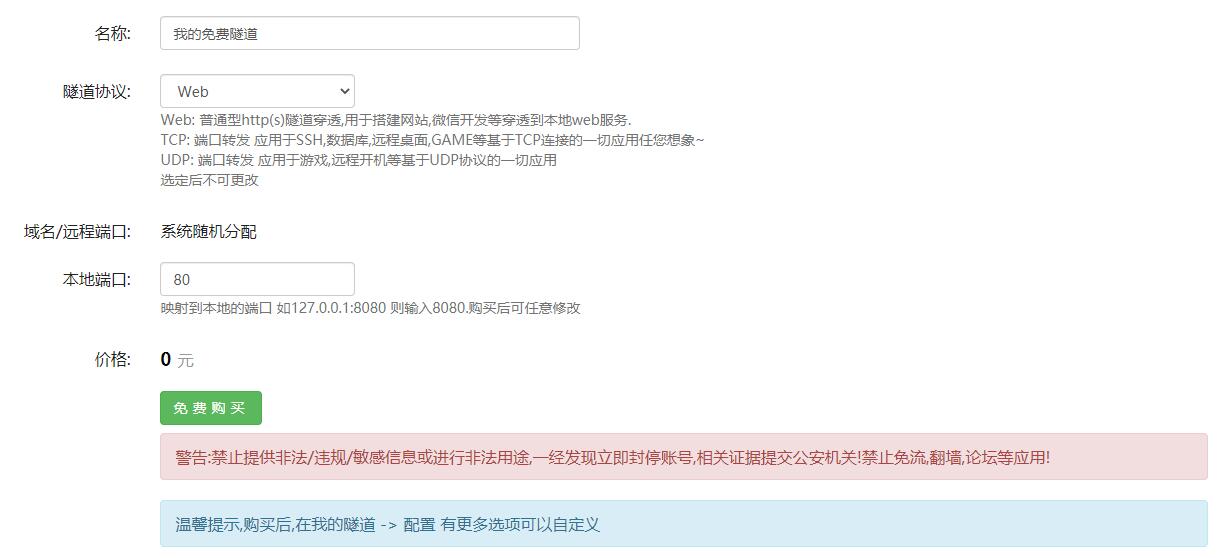 名称: 我的免费隧道
隧道协议: Web
Web: 普通型http(s)隧道穿透,用于搭建网站,微信开发等穿透到本地web服务.
TCP: 端口转发 应用于SSH,数据库,远程桌面,GAME等基于TCP连接的一切应用任您想象~
UDP: 端口转发 应用于游戏,远程开机等基于UDP协议的一切应用
选定后不可更改
域名/远程端口: 系统随机分配
本地端口: 80
映射到本地的端口 如127.0.0.1:8080 则输入8080.购买后可任意修改
价格: 0 元
免费购买
警告:禁止提供非法/违规/敏感信息或进行非法用途,一经发现立即封停账号,相关证据提交公安机关!禁止免流,翻墙,论坛等应用!
温馨提示,购买后,在我的隧道 -> 配置 有更多选项可以自定义